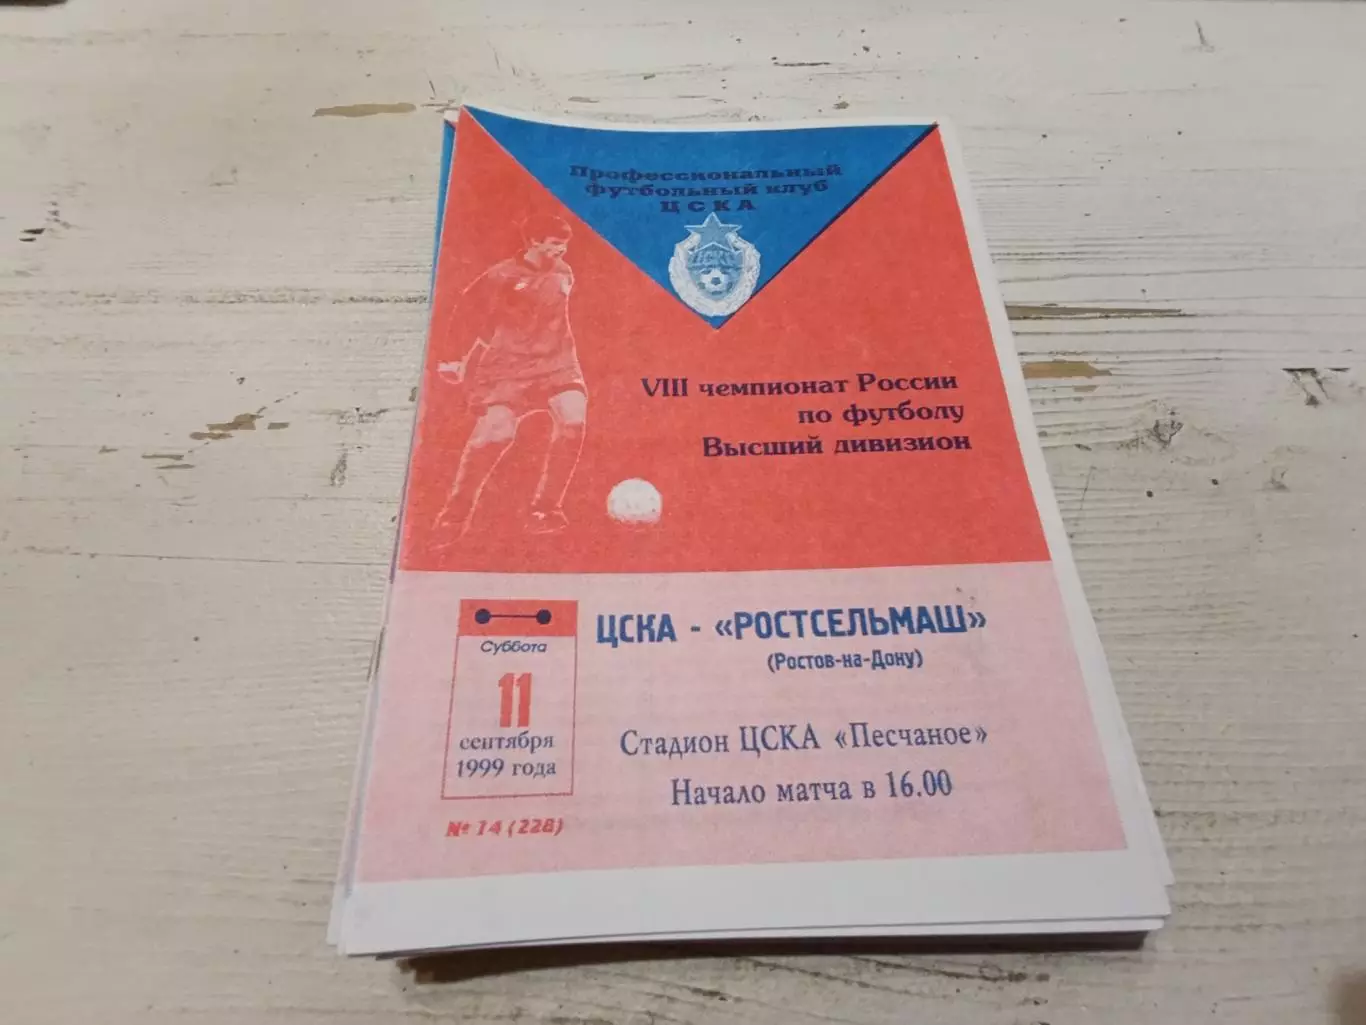 Профессиональный
футбольный клуб
ЦСКА
ЦСКА
VIII чемпионат России
по футболу
Высший дивизион
ЦСКА - «РОСТСЕЛЬМАШ»
(Ростов-на-Дону)
Суббота
11
сентября
1999 года
№ 14 (228)
Стадион ЦСКА «Песчаное»
Начало матча в 16.00